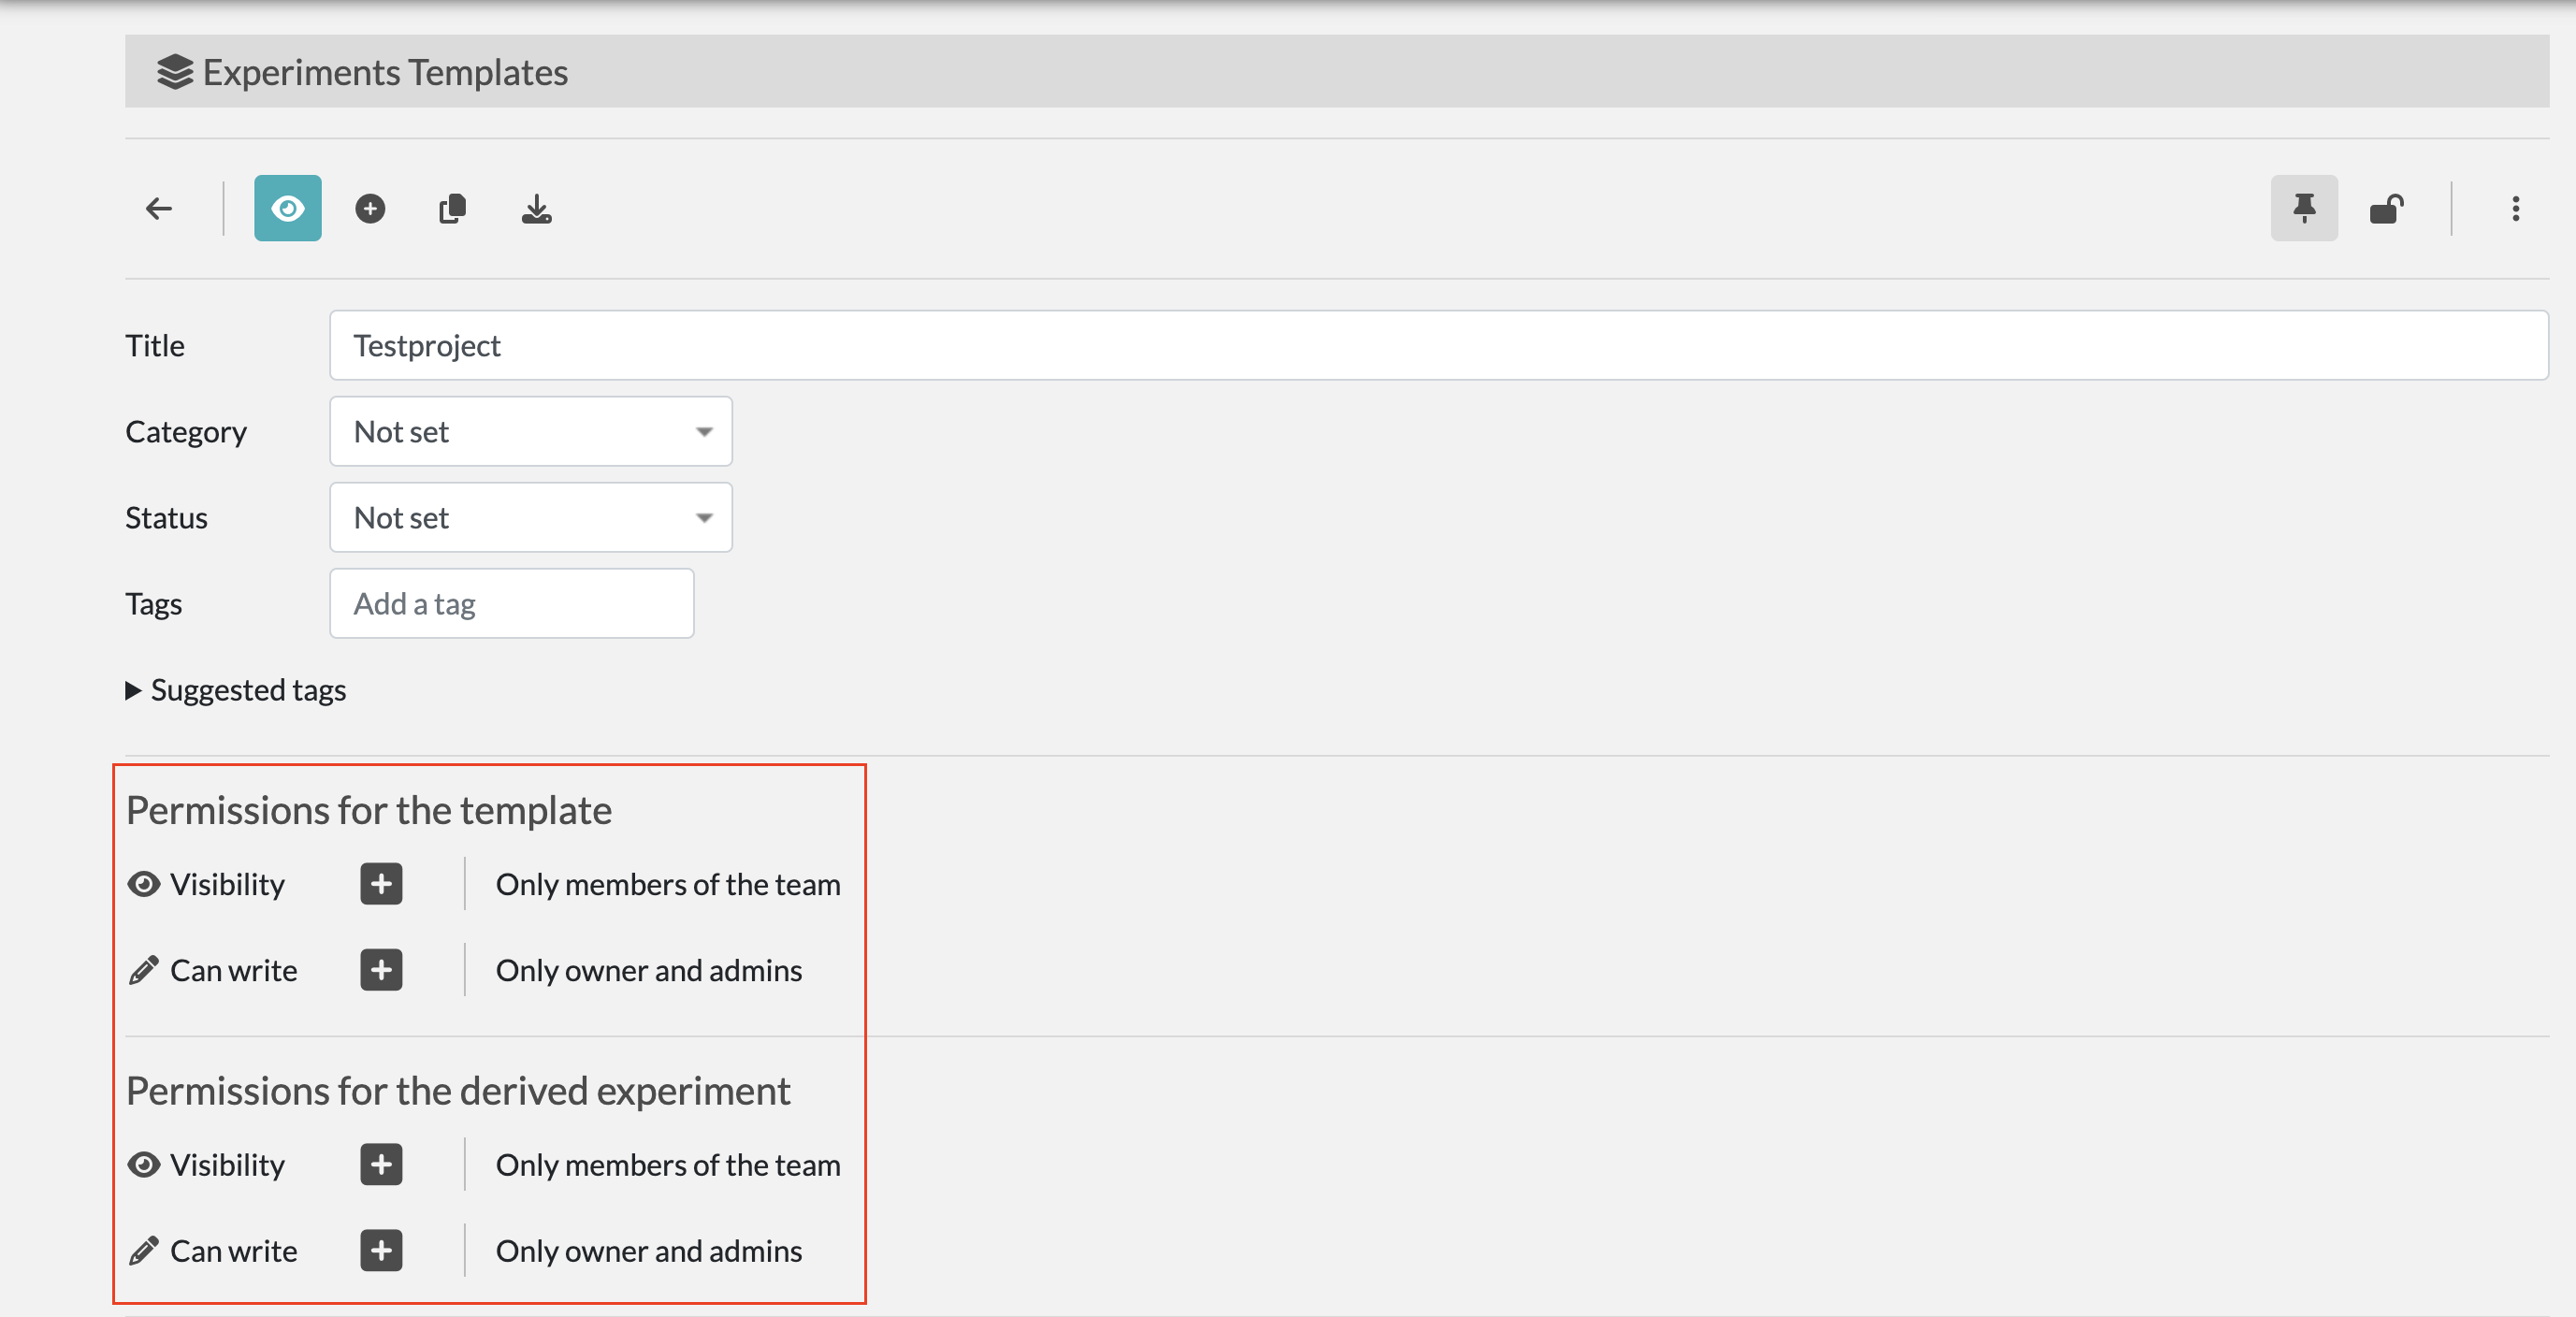 Experiments Templates
Title
Testproject
Category
Not set
Status
Not set
Tags
Add a tag
Suggested tags
Permissions for the template
Visibility
Only members of the team
Can write
Only owner and admins
Permissions for the derived experiment
Visibility
Only members of the team
Can write
Only owner and admins